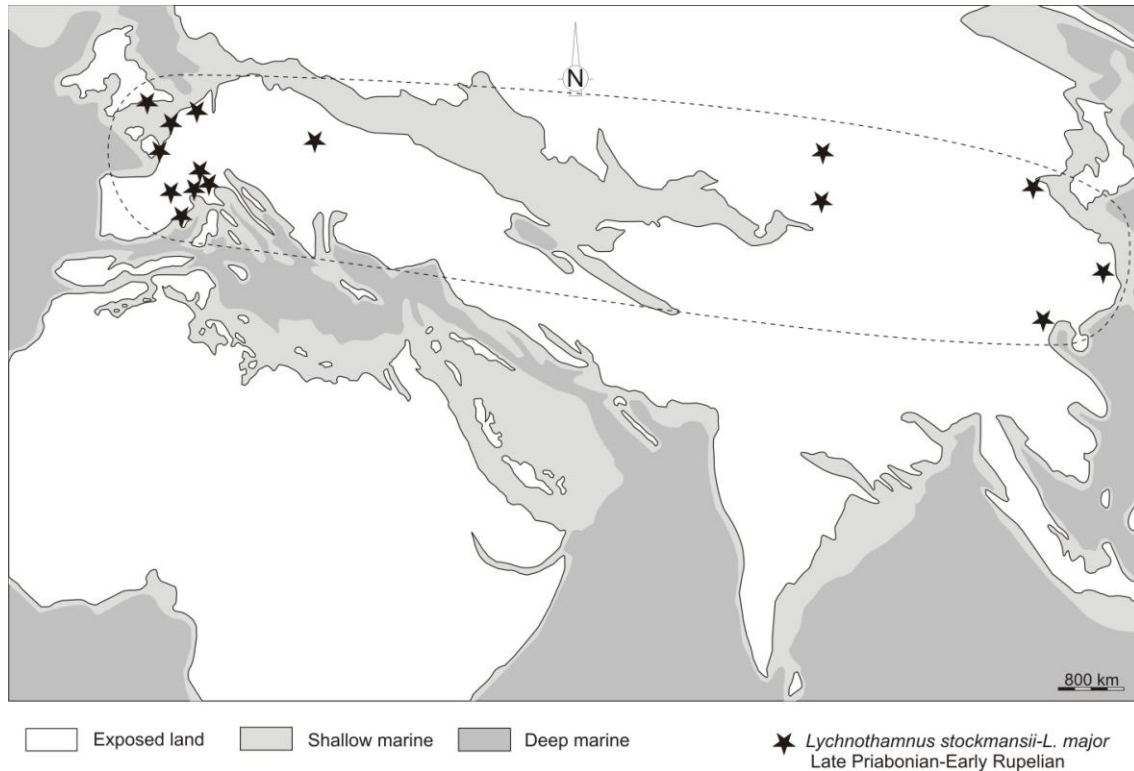 N
800 km
Exposed land
Shallow marine
Deep marine
Lychnothamnus stockmansii-L. major
Late Priabonian-Early Rupelian